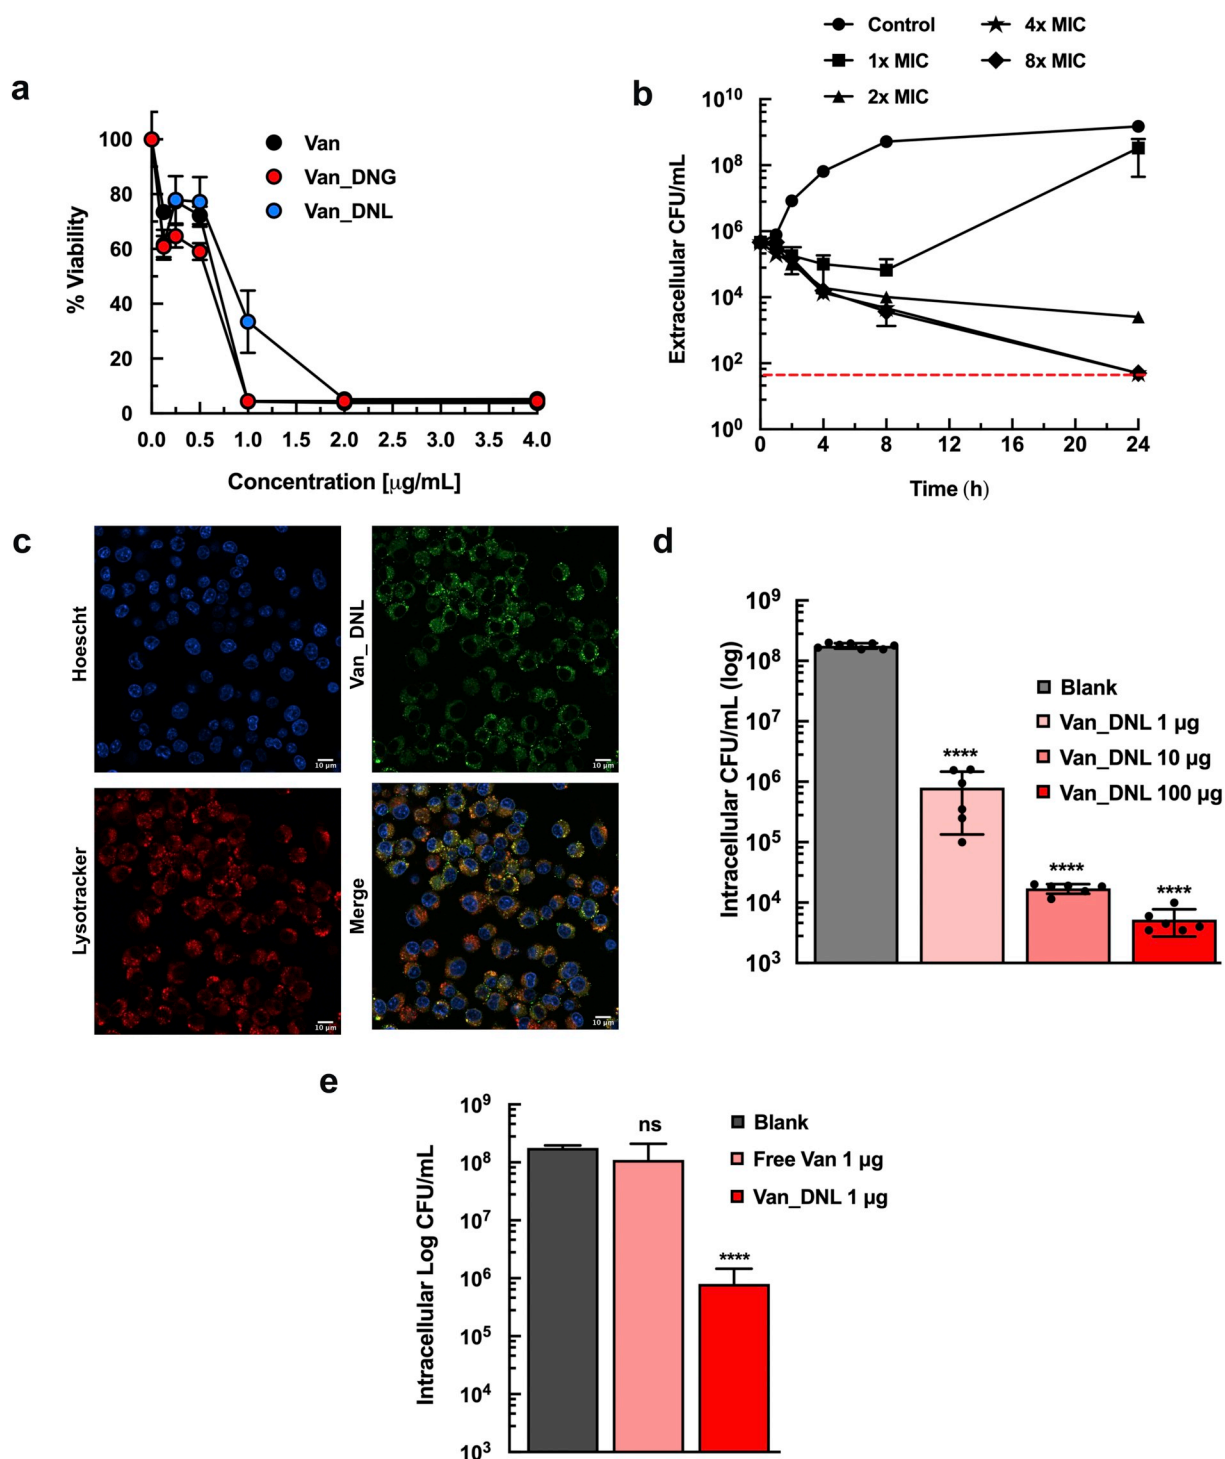 a
Van
Van_DNG
Van_DNL
% Viability
100
80
60
40
20
0
0.0 0.5 1.0 1.5 2.0 2.5 3.0 3.5 4.0
Concentration [µg/mL]
b
Control
1x MIC
2x MIC
4x MIC
8x MIC
Extracellular CFU/mL
10^10
10^8
10^6
10^4
10^2
10^0
0 4 8 12 16 20 24
Time (h)
c
Hoescht
Van_DNL
10 µm
10 µm
Lysotracker
Merge
10 µm
10 µm
d
Intracellular CFU/mL (log)
10^9
10^8
10^7
10^6
10^5
10^4
10^3
****
****
****
Blank
Van_DNL 1 µg
Van_DNL 10 µg
Van_DNL 100 µg
e
Intracellular Log CFU/mL
10^9
10^8
10^7
10^6
10^5
10^4
10^3
ns
****
Blank
Free Van 1 µg
Van_DNL 1 µg